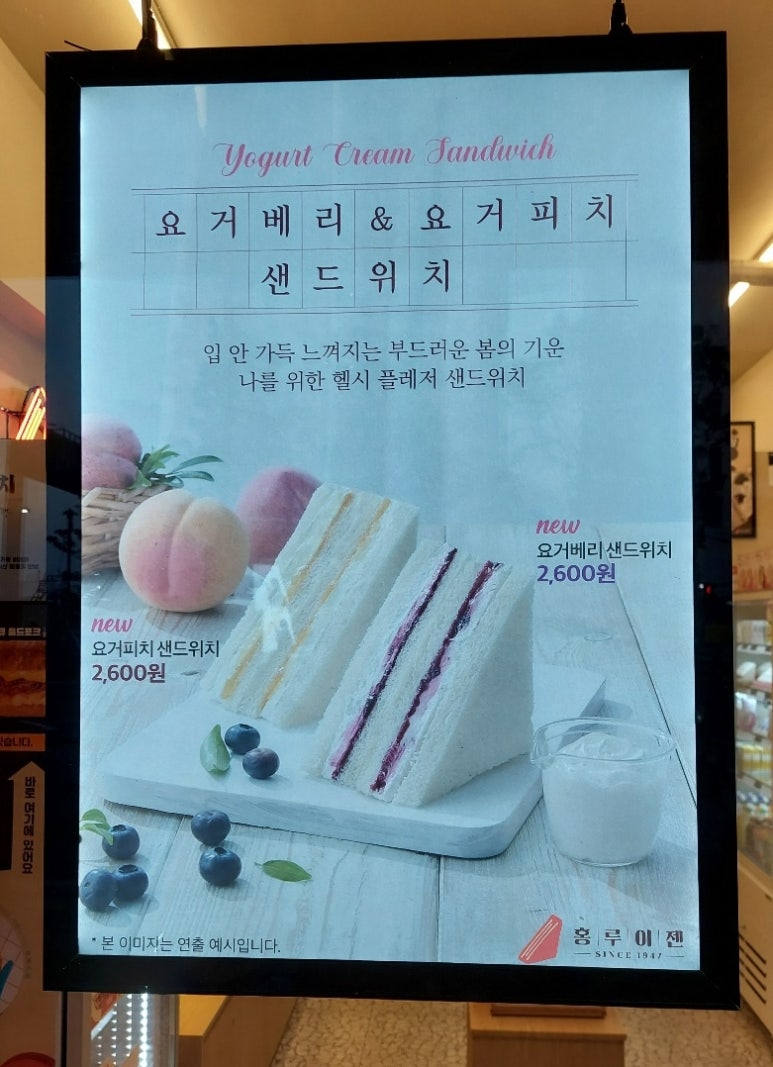 Yogurt Cream Sandwich
요거베리&요거피치
샌드위치
입 안 가득 느껴지는 부드러운 봄의 기운
나를 위한 헬시 플레저 샌드위치
new
요거베리 샌드위치
2,600원
new
요거피치 샌드위치
2,600원
* 본 이미지는 연출 예시입니다.
홍루이젠
SINCE 1947
바로 여기에 있어요